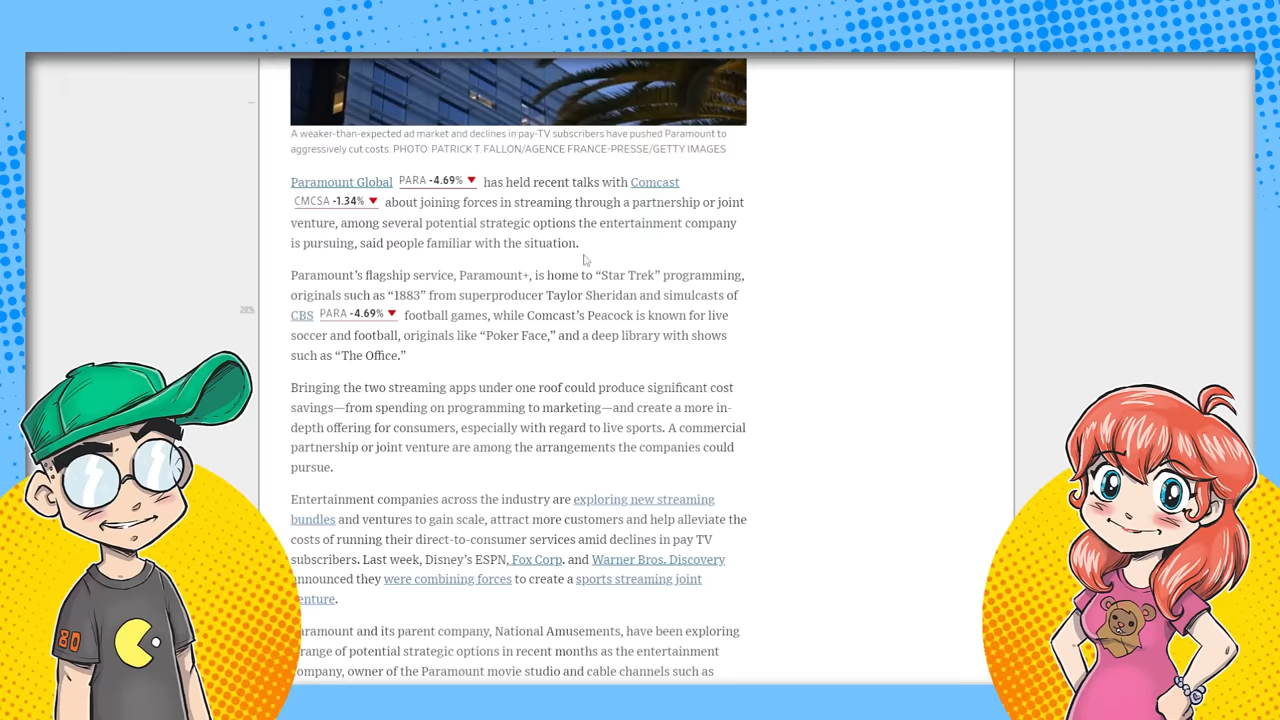 A weaker-than-expected ad market and declines in pay-TV subscribers have pushed Paramount to
aggressively cut costs. PHOTO: PATRICK T. FALLON/AGENCE FRANCE-PRESSE/GETTY IMAGES
Paramount Global PARA -4.69% ▼ has held recent talks with Comcast
CMCSA -1.34% ▼ about joining forces in streaming through a partnership or joint
venture, among several potential strategic options the entertainment company
is pursuing, said people familiar with the situation.
Paramount’s flagship service, Paramount+, is home to “Star Trek” programming,
originals such as “1883” from superproducer Taylor Sheridan and simulcasts of
CBS PARA -4.69% ▼ football games, while Comcast’s Peacock is known for live
soccer and football, originals like “Poker Face,” and a deep library with shows
such as “The Office.”
Bringing the two streaming apps under one roof could produce significant cost
savings—from spending on programming to marketing—and create a more in-
depth offering for consumers, especially with regard to live sports. A commercial
partnership or joint venture are among the arrangements the companies could
pursue.
Entertainment companies across the industry are exploring new streaming
bundles and ventures to gain scale, attract more customers and help alleviate the
costs of running their direct-to-consumer services amid declines in pay TV
subscribers. Last week, Disney’s ESPN, Fox Corp. and Warner Bros. Discovery
nnounced they were combining forces to create a sports streaming joint
enture.
aramount and its parent company, National Amusements, have been exploring
range of potential strategic options in recent months as the entertainment
ompany, owner of the Paramount movie studio and cable channels such as
80